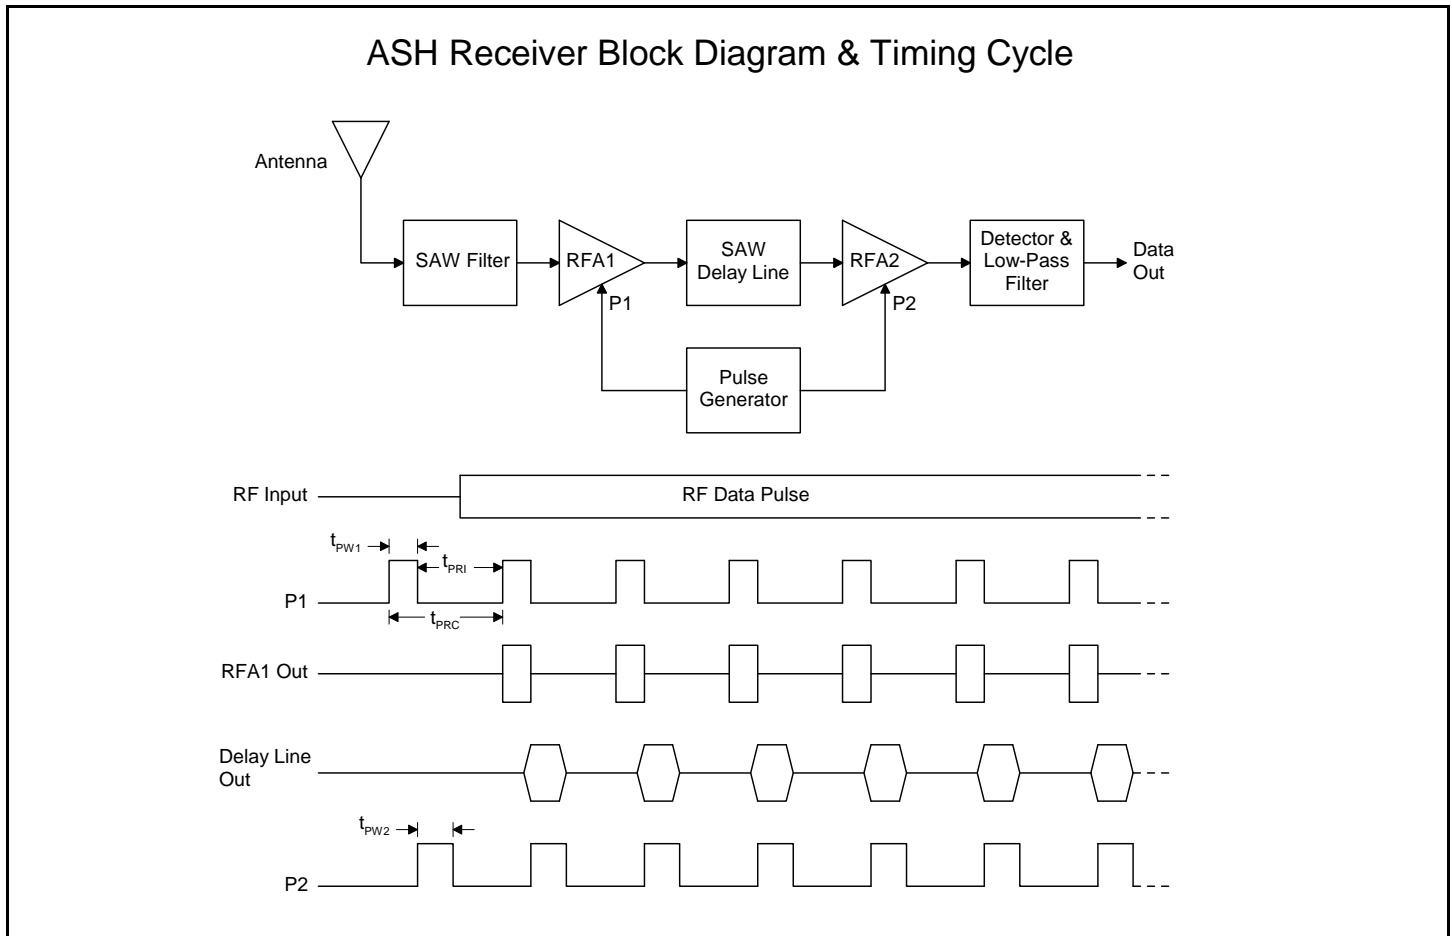 ASH Receiver Block Diagram & Timing Cycle
Antenna
SAW Filter
RFA1
SAW
Delay Line
RFA2
Detector &
Low-Pass
Filter
Data
Out
P1
P2
Pulse
Generator
RF Input
RF Data Pulse
tPW1
tPRI
P1
tPRC
RFA1 Out
Delay Line
Out
tPW2
P2